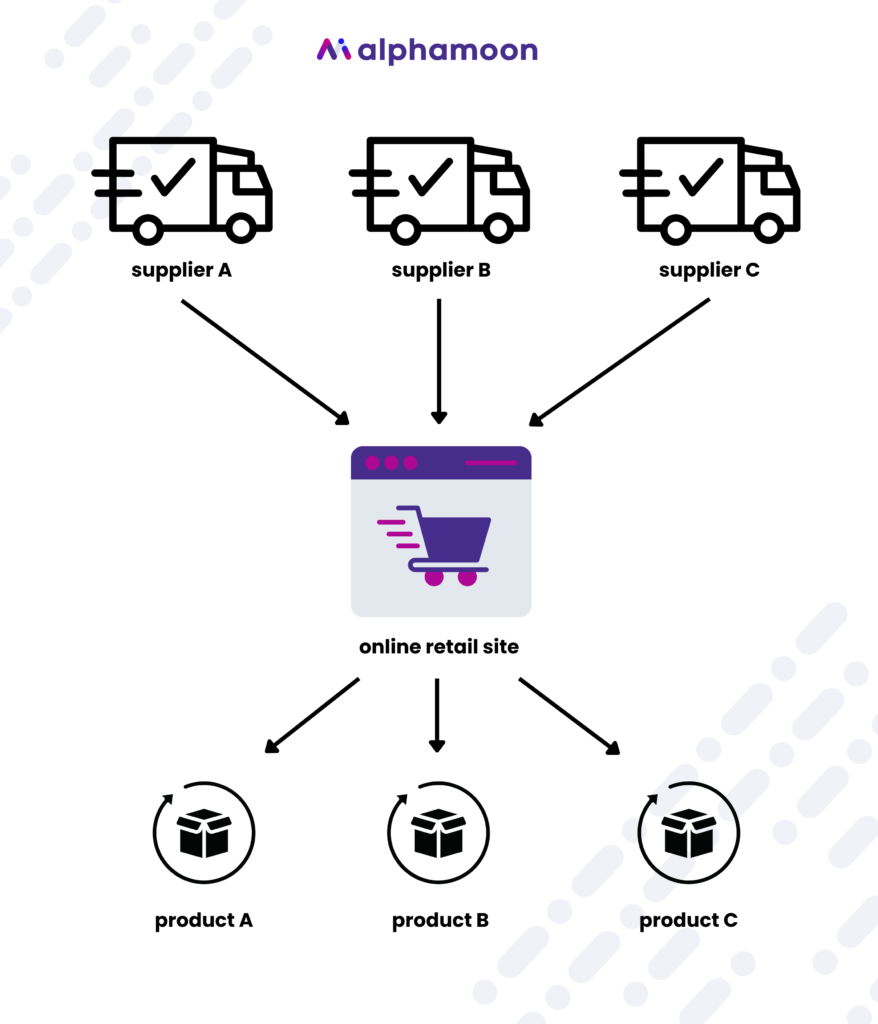 alphamoon
supplier A
supplier B
supplier C
online retail site
product A
product B
product C